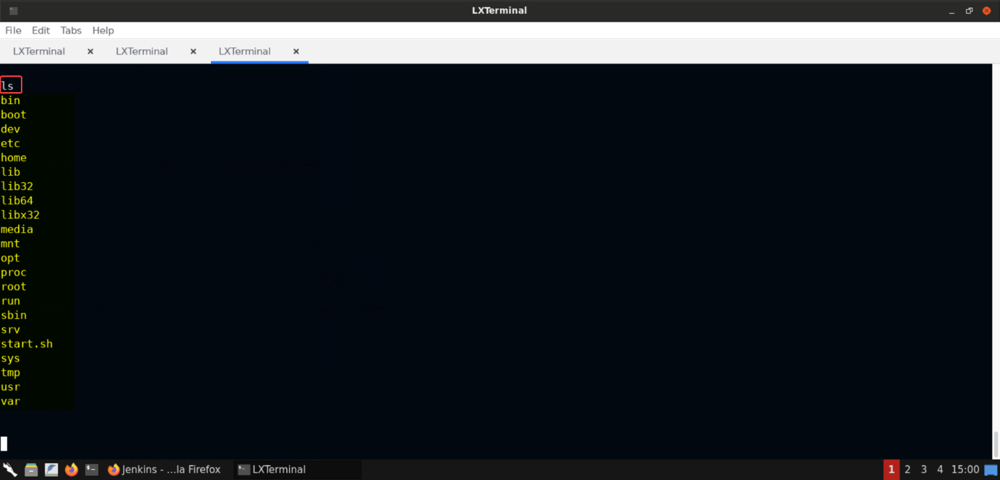 LXTerminal
File Edit Tabs Help
LXTerminal LXTerminal LXTerminal
ls
bin
boot
dev
etc
home
lib
lib32
lib64
libx32
media
mnt
opt
proc
root
run
sbin
srv
start.sh
sys
tmp
usr
var
Jenkins - ...la Firefox LXTerminal 1 2 3 4 15:00